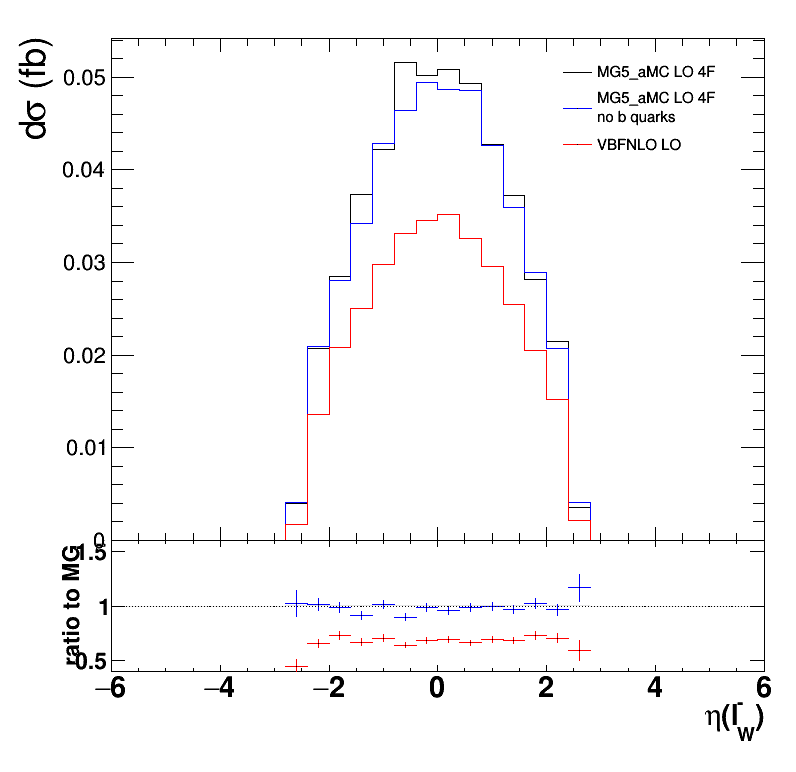 dσ (fb)
0.05
0.04
0.03
0.02
0.01
0
MG5_aMC LO 4F
MG5_aMC LO 4F
no b quarks
VBFNLO LO
ratio to MG
1.5
1
0.5
−6 −4 −2 0 2 4 6
η(l⁻_W)